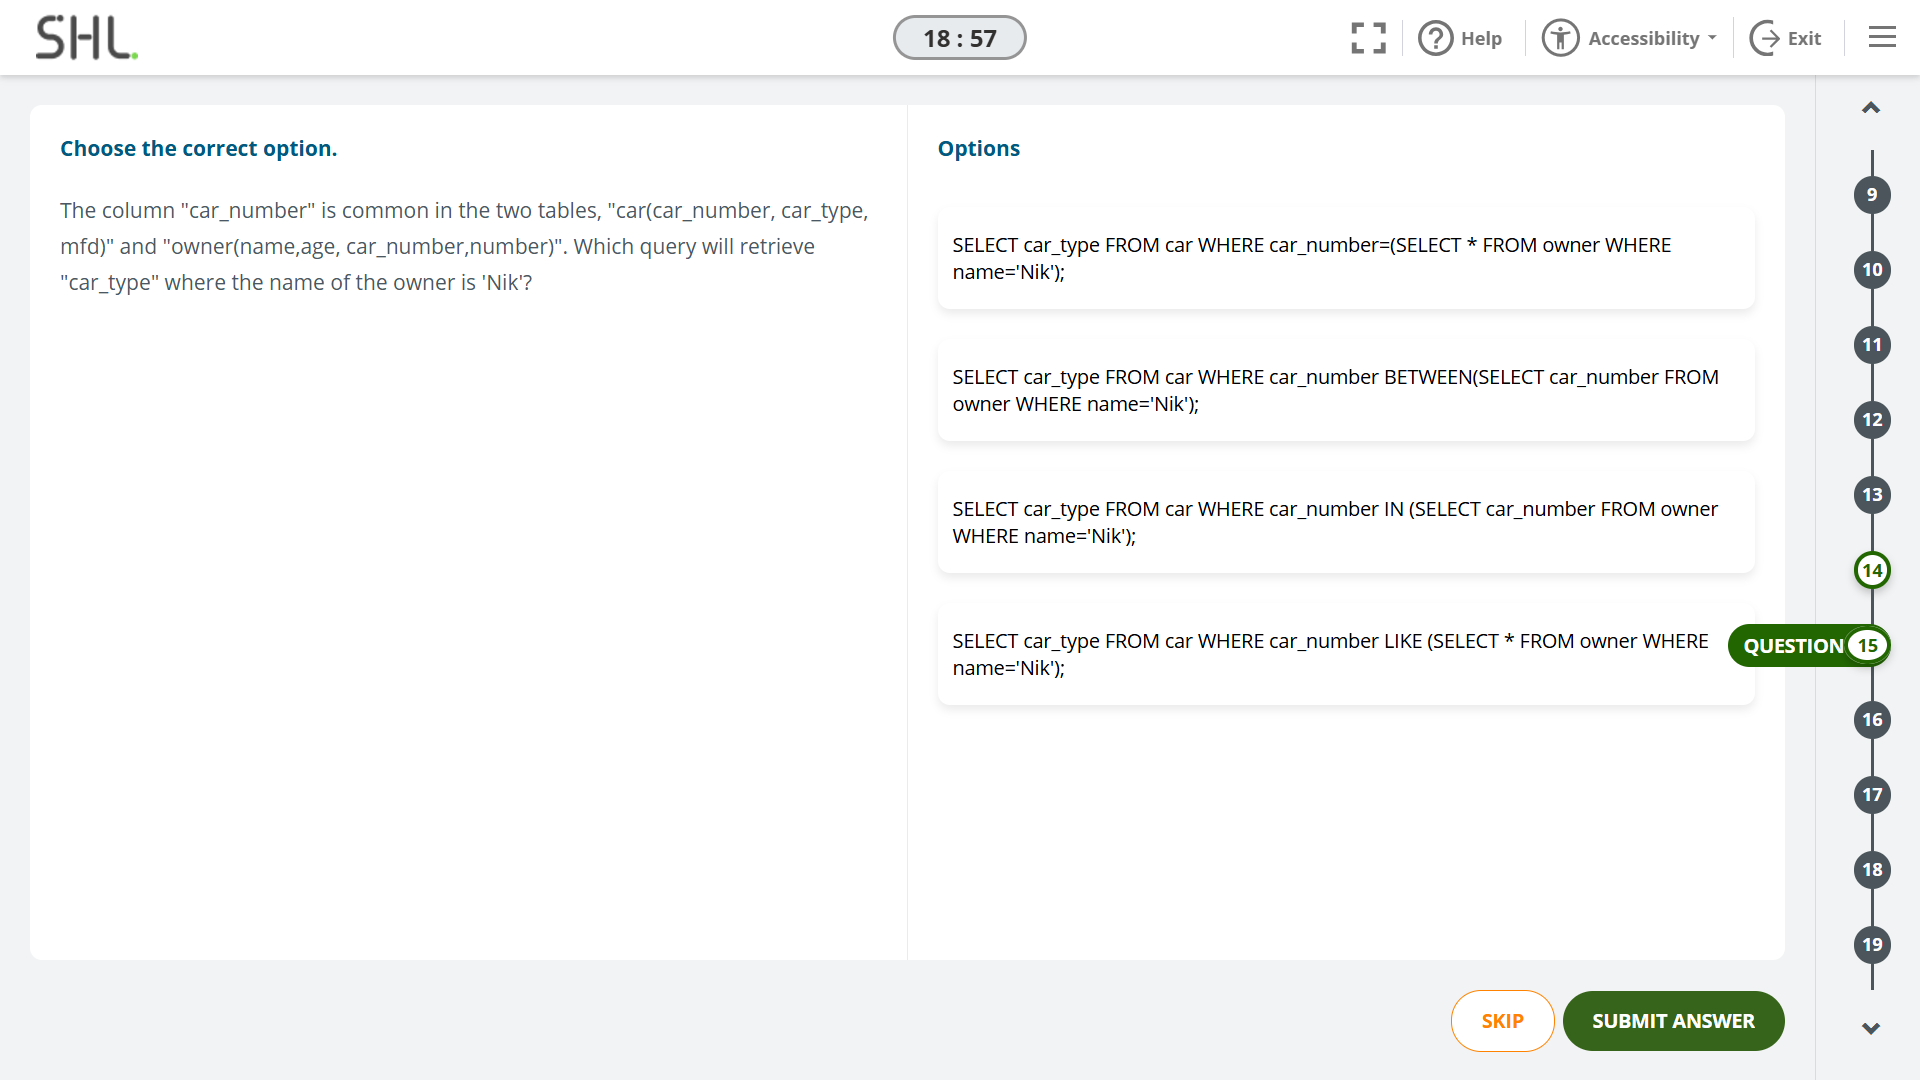 SHL.
18 : 57
Help
Accessibility
Exit
Choose the correct option.
The column "car_number" is common in the two tables, "car(car_number, car_type,
mfd)" and "owner(name,age, car_number,number)". Which query will retrieve
"car_type" where the name of the owner is 'Nik'?
Options
SELECT car_type FROM car WHERE car_number=(SELECT * FROM owner WHERE
name='Nik');
SELECT car_type FROM car WHERE car_number BETWEEN(SELECT car_number FROM
owner WHERE name='Nik');
SELECT car_type FROM car WHERE car_number IN (SELECT car_number FROM owner
WHERE name='Nik');
SELECT car_type FROM car WHERE car_number LIKE (SELECT * FROM owner WHERE
name='Nik');
9
10
11
12
13
14
QUESTION 15
16
17
18
19
SKIP
SUBMIT ANSWER